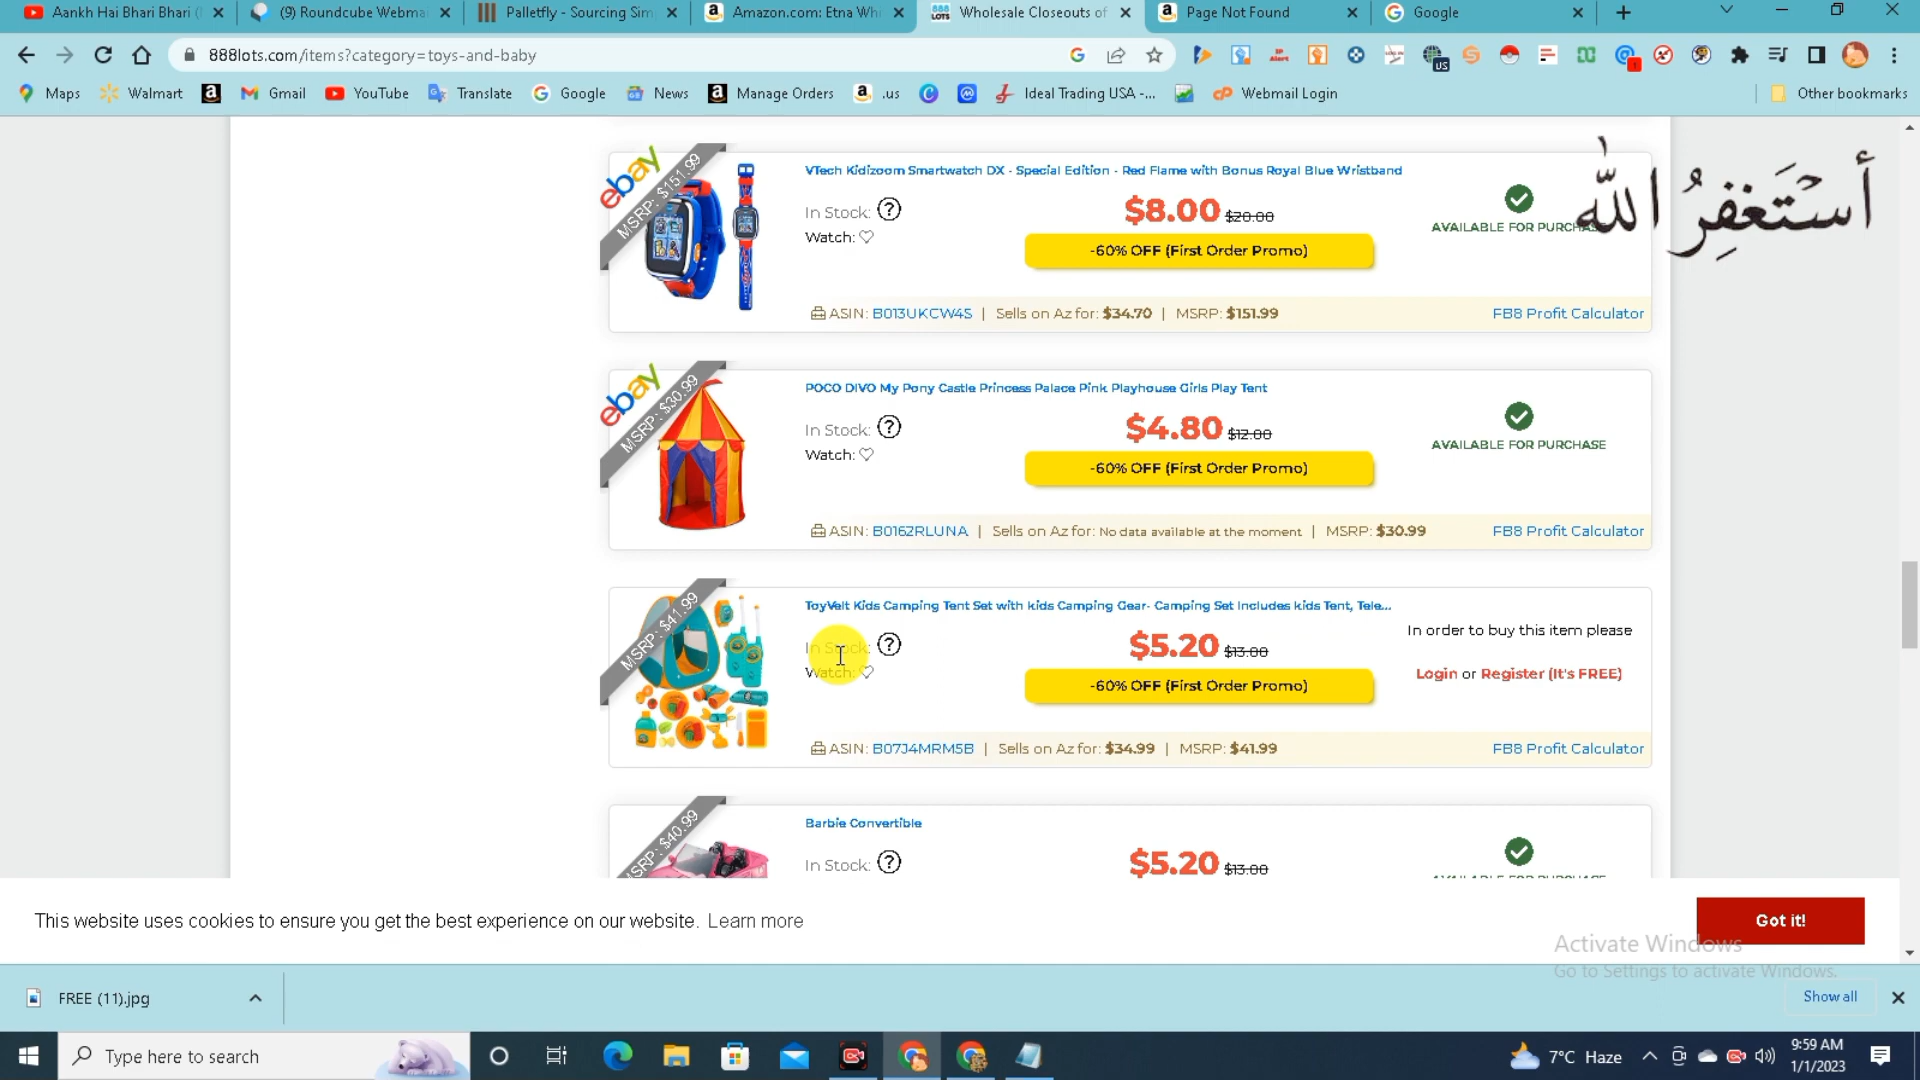 Aankh Hai Bhari Bhari (
(9) Roundcube Webmai
Palletfly - Sourcing Sim
Amazon.com: Etna Whi
Wholesale Closeouts of
Page Not Found
Google
888lots.com/items?category=toys-and-baby
Maps
Walmart
Gmail
YouTube
Translate
Google
News
Manage Orders
.us
Ideal Trading USA -...
Webmail Login
Other bookmarks
أستغفر الله
ebay
MSRP: $151.99
VTech Kidizoom Smartwatch DX - Special Edition - Red Flame with Bonus Royal Blue Wristband
In Stock: ?
Watch:
$8.00 $20.00
-60% OFF (First Order Promo)
AVAILABLE FOR PURCHA
ASIN: B013UKCW4S | Sells on Az for: $34.70 | MSRP: $151.99
FB8 Profit Calculator
ebay
MSRP: $30.99
POCO DIVO My Pony Castle Princess Palace Pink Playhouse Girls Play Tent
In Stock: ?
Watch:
$4.80 $12.00
-60% OFF (First Order Promo)
AVAILABLE FOR PURCHASE
ASIN: B016ZRLUNA | Sells on Az for: No data available at the moment | MSRP: $30.99
FB8 Profit Calculator
MSRP: $41.99
ToyVelt Kids Camping Tent Set with kids Camping Gear- Camping Set Includes kids Tent, Tele...
In Stock: ?
Watch:
$5.20 $13.00
-60% OFF (First Order Promo)
In order to buy this item please
Login or Register (It's FREE)
ASIN: B07J4MRM5B | Sells on Az for: $34.99 | MSRP: $41.99
FB8 Profit Calculator
MSRP: $40.99
Barbie Convertible
In Stock: ?
$5.20 $13.00
This website uses cookies to ensure you get the best experience on our website. Learn more
Got it!
Activate Windows
Go to Settings to activate Windows.
FREE (11).jpg
Show all
Type here to search
7°C Haze
9:59 AM
1/1/2023